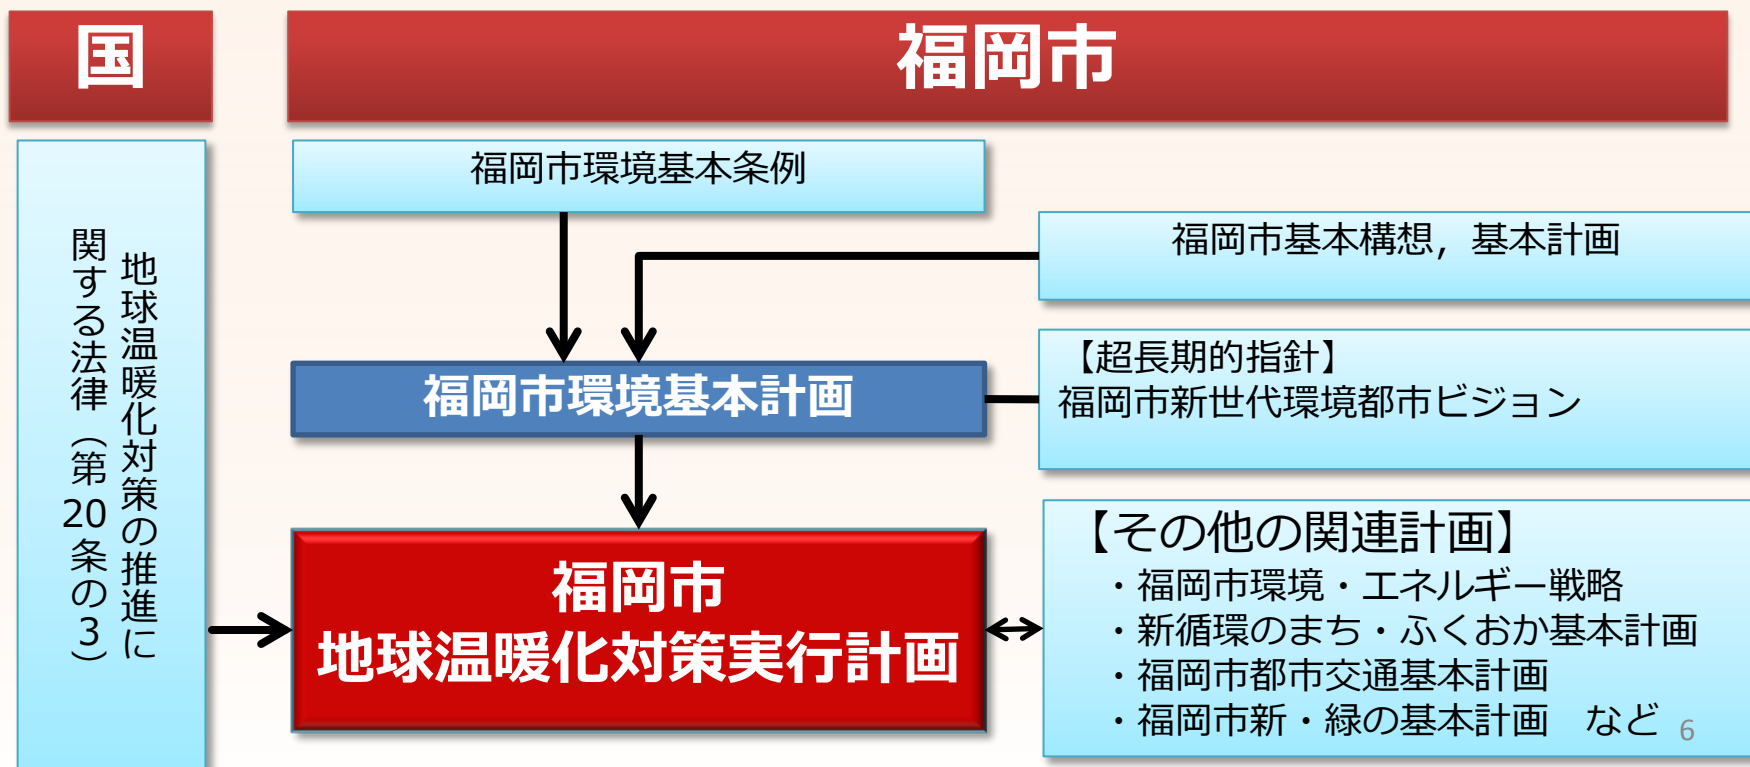 国
福岡市
地球温暖化対策の推進に
関する法律（第20条の3）
福岡市環境基本条例
福岡市基本構想，基本計画
福岡市環境基本計画
【超長期的指針】
福岡市新世代環境都市ビジョン
福岡市
地球温暖化対策実行計画
【その他の関連計画】
・福岡市環境・エネルギー戦略
・新循環のまち・ふくおか基本計画
・福岡市都市交通基本計画
・福岡市新・緑の基本計画　など
6